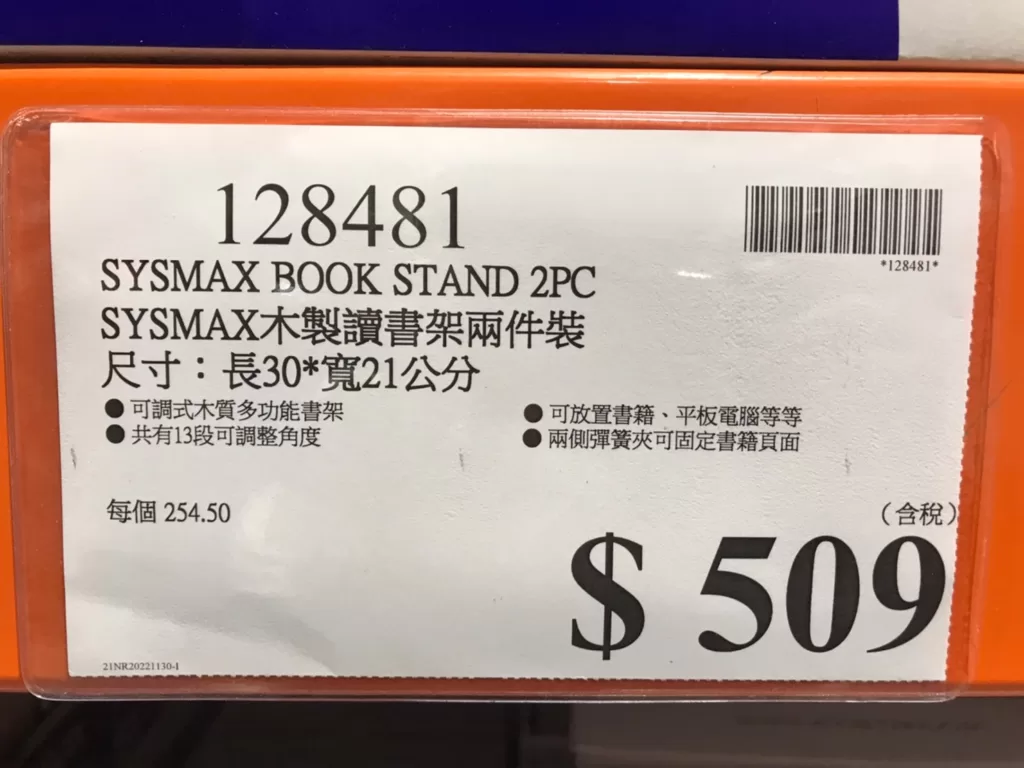 128481
*128481*
SYSMAX BOOK STAND 2PC
SYSMAX木製讀書架兩件裝
尺寸：長30*寬21公分
●可調式木質多功能書架
●共有13段可調整角度
●可放置書籍、平板電腦等等
●兩側彈簧夾可固定書籍頁面
每個 254.50
（含稅）
$ 509
21NR20221130-1